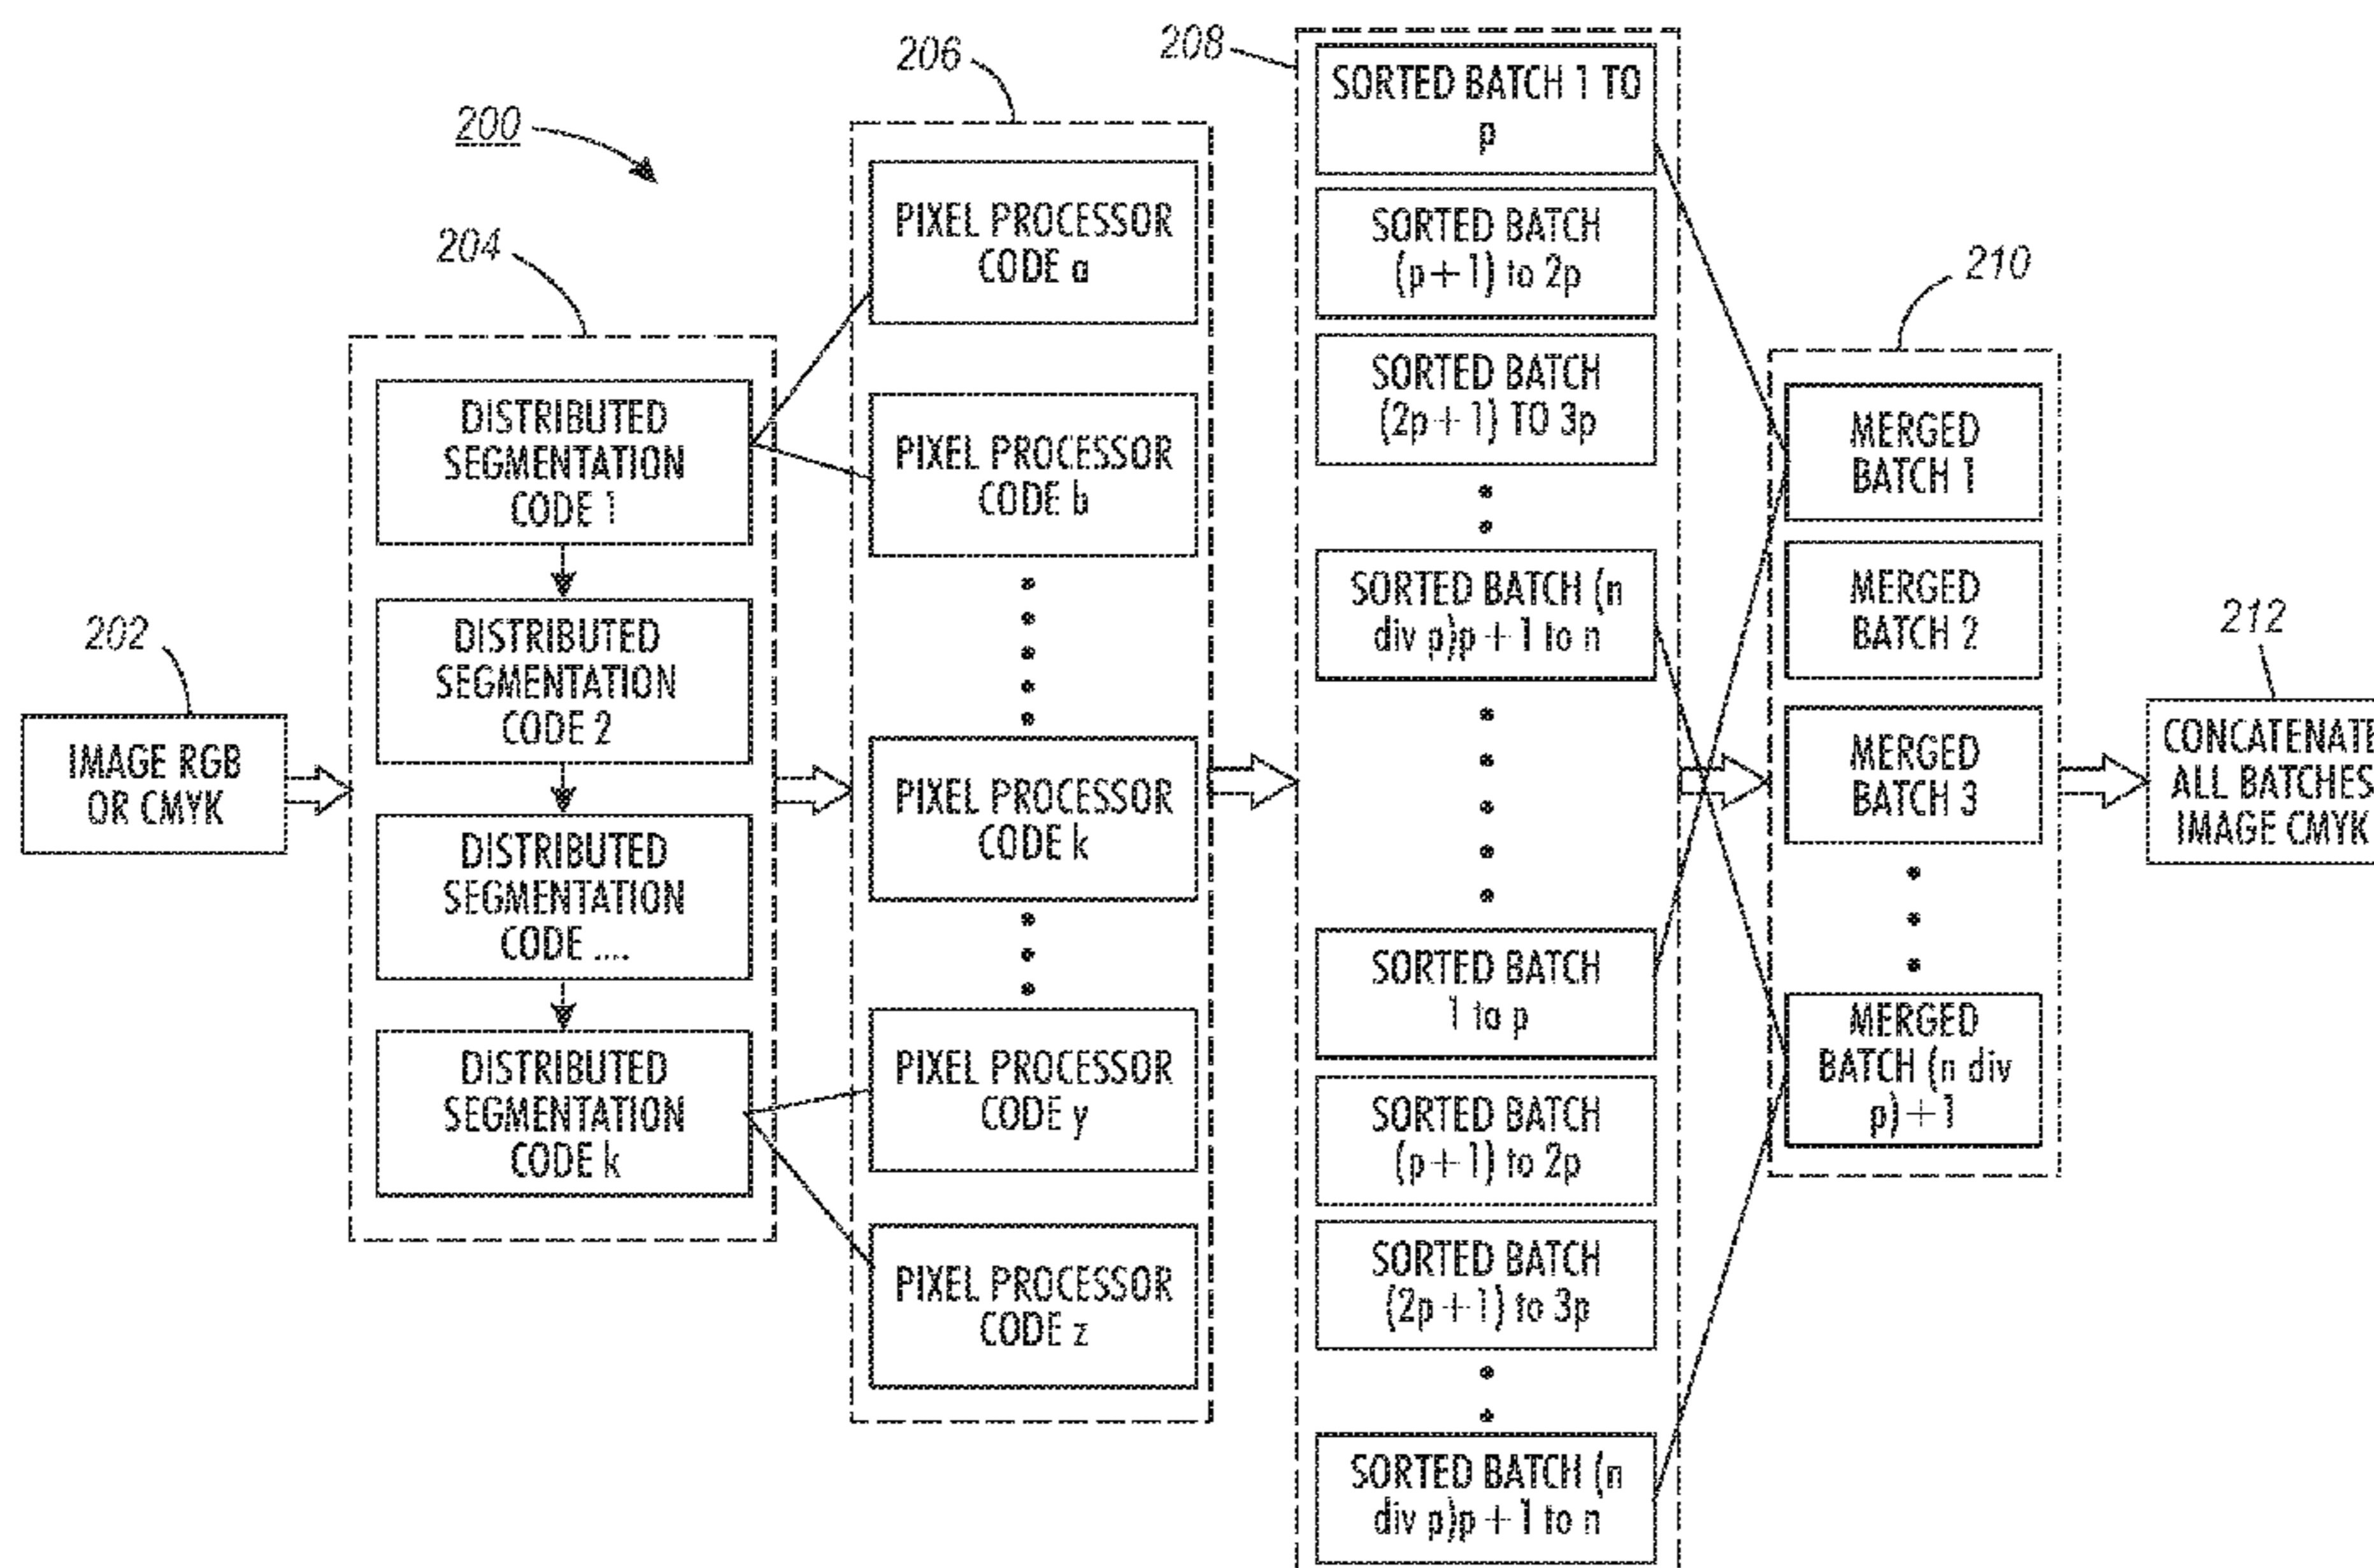 200
202
IMAGE RGB
OR CMYK
204
DISTRIBUTED
SEGMENTATION
CODE 1
DISTRIBUTED
SEGMENTATION
CODE 2
DISTRIBUTED
SEGMENTATION
CODE ....
DISTRIBUTED
SEGMENTATION
CODE k
206
PIXEL PROCESSOR
CODE a
PIXEL PROCESSOR
CODE b
PIXEL PROCESSOR
CODE k
PIXEL PROCESSOR
CODE y
PIXEL PROCESSOR
CODE z
208
SORTED BATCH 1 TO
p
SORTED BATCH
(p+1) to 2p
SORTED BATCH
(2p+1) TO 3p
SORTED BATCH (n
div p)p+1 to n
SORTED BATCH
1 to p
SORTED BATCH
(p+1) to 2p
SORTED BATCH
(2p+1) to 3p
SORTED BATCH (n
div p)p+1 to n
210
MERGED
BATCH 1
MERGED
BATCH 2
MERGED
BATCH 3
MERGED
BATCH (n div
p)+1
212
CONCATENATE
ALL BATCHES
IMAGE CMYK